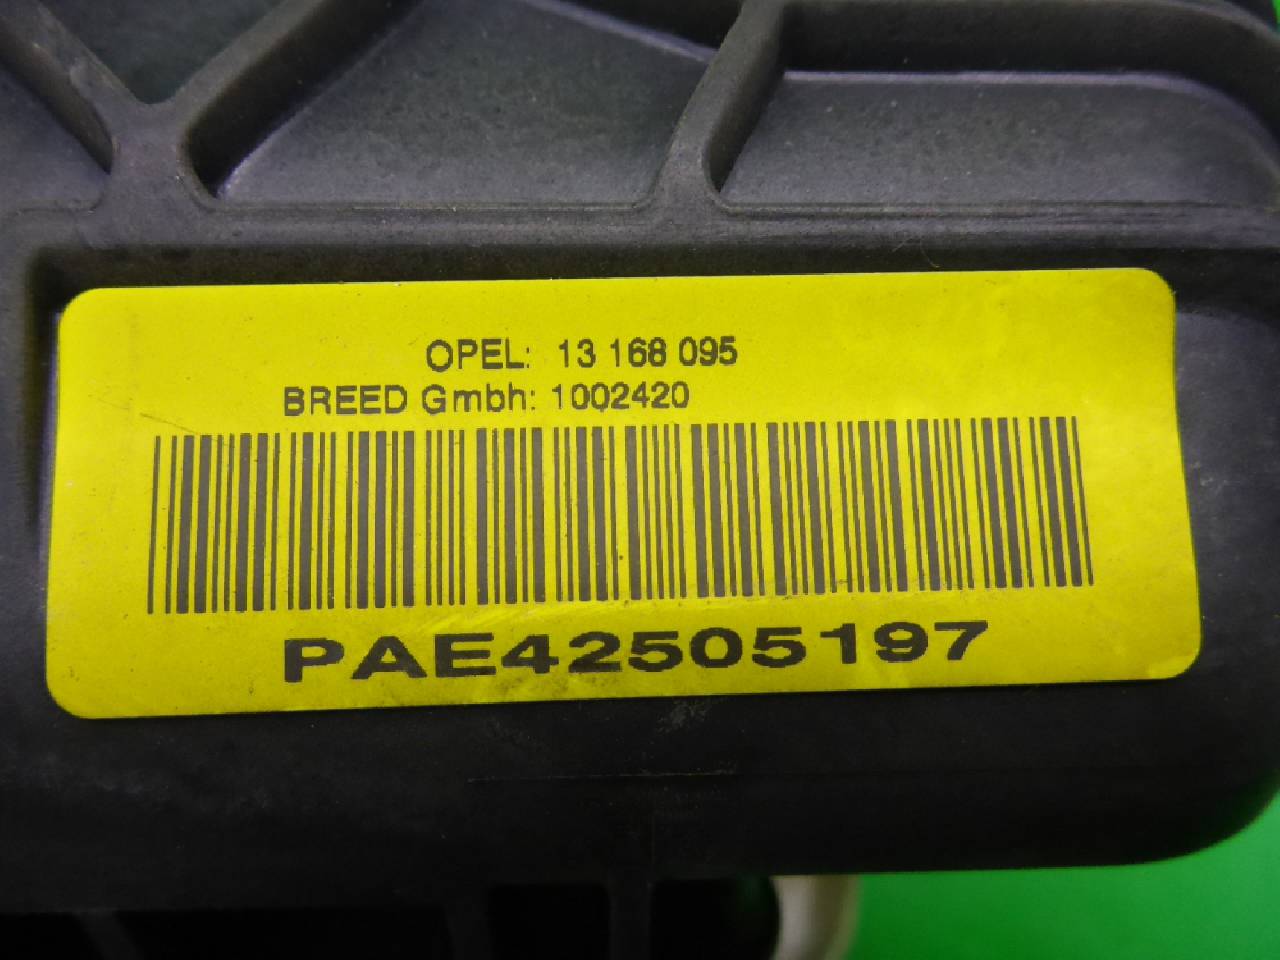 OPEL: 13 168 095
BREED Gmbh: 1002420
PAE42505197